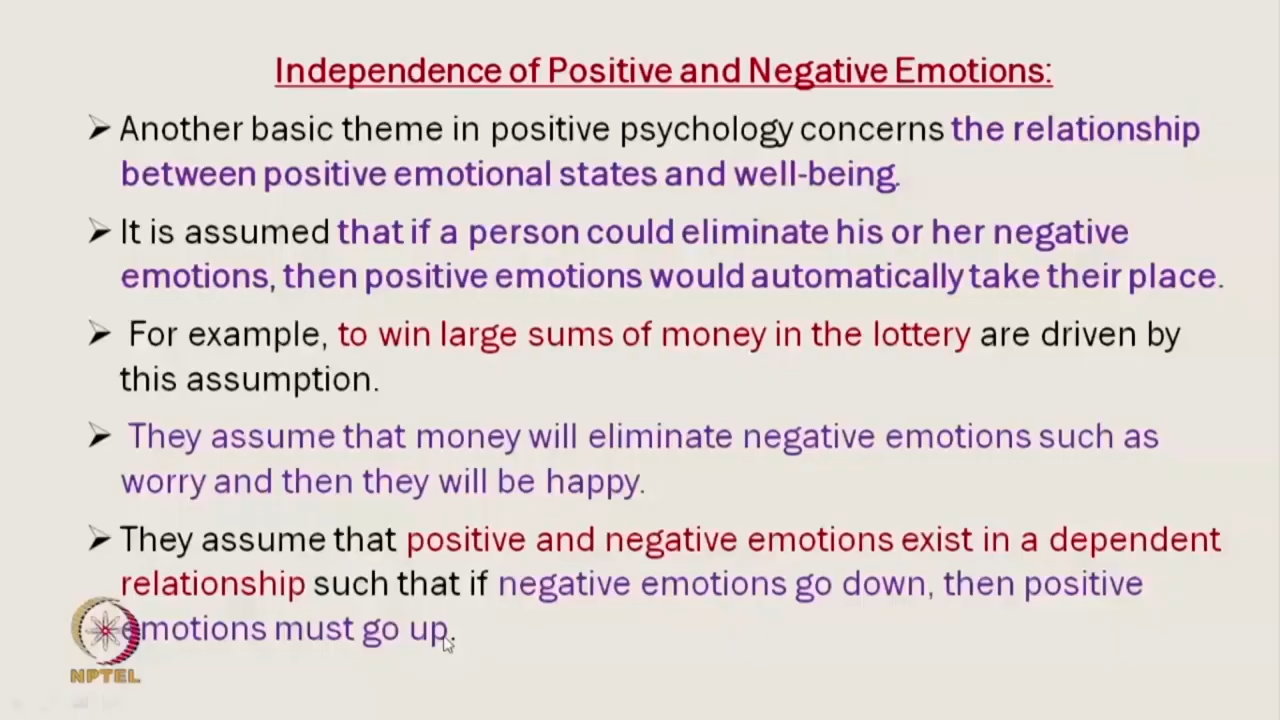 Independence of Positive and Negative Emotions:
➢ Another basic theme in positive psychology concerns the relationship
between positive emotional states and well-being.
➢ It is assumed that if a person could eliminate his or her negative
emotions, then positive emotions would automatically take their place.
➢ For example, to win large sums of money in the lottery are driven by
this assumption.
➢ They assume that money will eliminate negative emotions such as
worry and then they will be happy.
➢ They assume that positive and negative emotions exist in a dependent
relationship such that if negative emotions go down, then positive
emotions must go up.
NPTEL